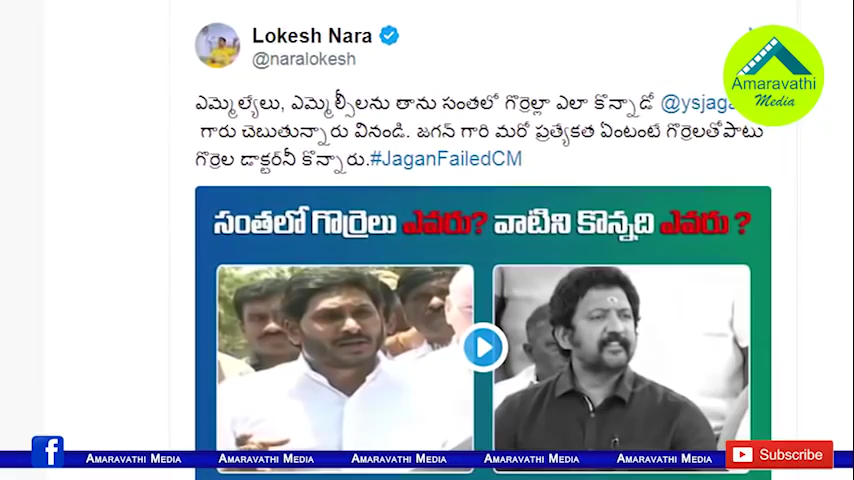 Lokesh Nara
@naralokesh
Amaravathi
Media
ఎమ్మెల్యేలు, ఎమ్మెల్సీలను తాను సంతలో గొర్రెల్లా ఎలా కొన్నాడో
గారు చెబుతున్నారు వినండి. జగన్ గారి మరో ప్రత్యేకత ఏంటంటే గొర్రెలతోపాటు
గొర్రెల డాక్టర్‌నీ కొన్నారు.#JaganFailedCM
సంతలో గొర్రెలు ఎవరు? వాటిని కొన్నది ఎవరు ?
f AMARAVATHI MEDIA AMARAVATHI MEDIA AMARAVATHI MEDIA AMARAVATHI MEDIA AMARAVATHI MEDIA Subscribe